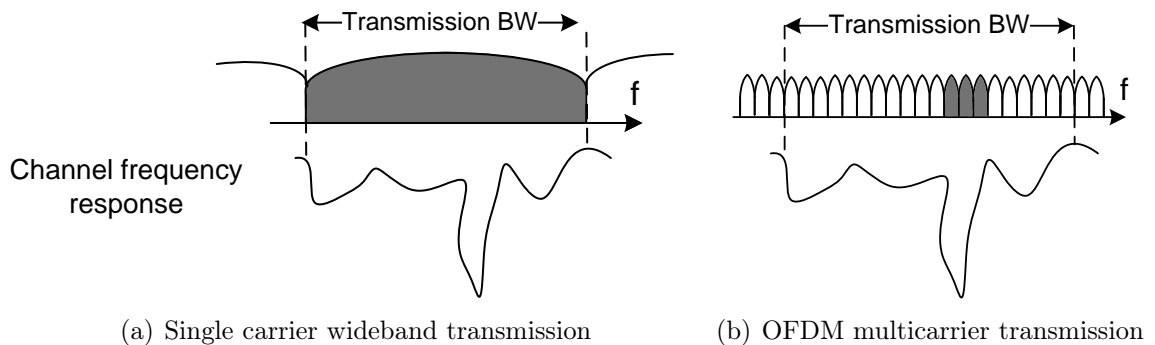 Transmission BW
f
Transmission BW
f
Channel frequency
response
(a) Single carrier wideband transmission
(b) OFDM multicarrier transmission